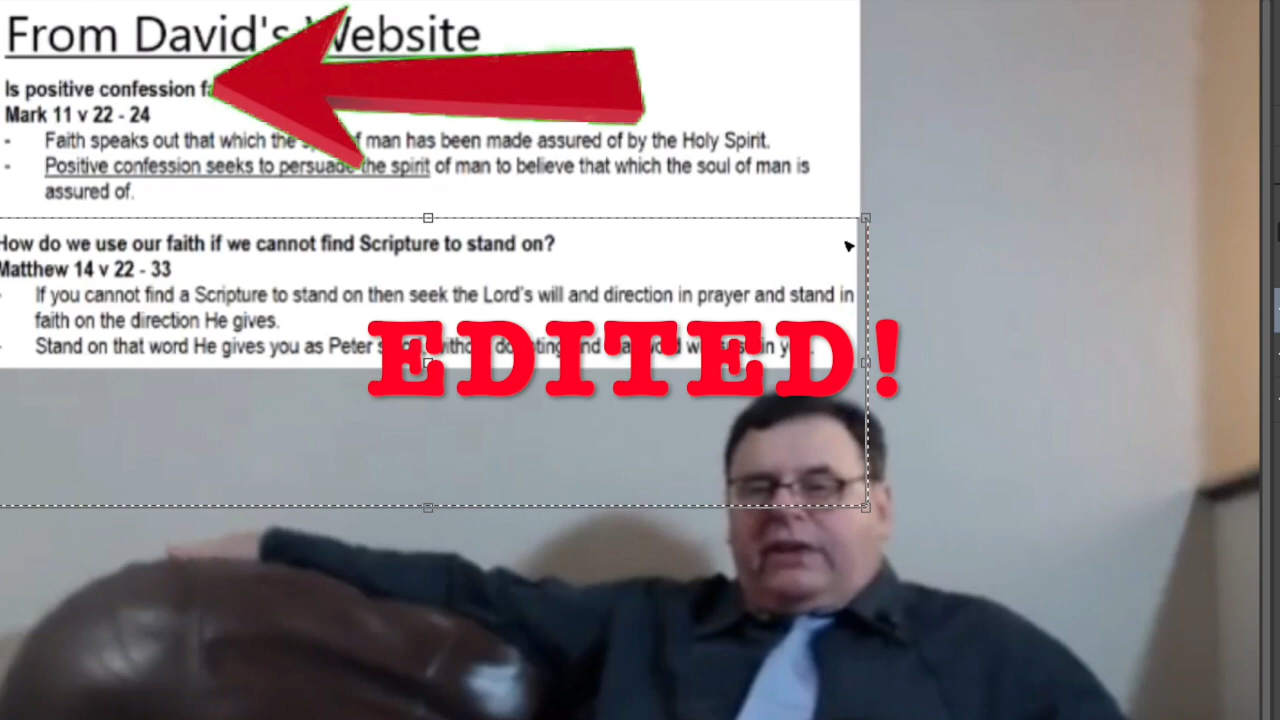 From David's Website
Is positive confession
Mark 11 v 22 - 24
- Faith speaks out that which the of man has been made assured of by the Holy Spirit.
- Positive confession seeks to persuade the spirit of man to believe that which the soul of man is
assured of.
How do we use our faith if we cannot find Scripture to stand on?
Matthew 14 v 22 - 33
- If you cannot find a Scripture to stand on then seek the Lord's will and direction in prayer and stand in
faith on the direction He gives.
- Stand on that word He gives you as Peter
EDITED!